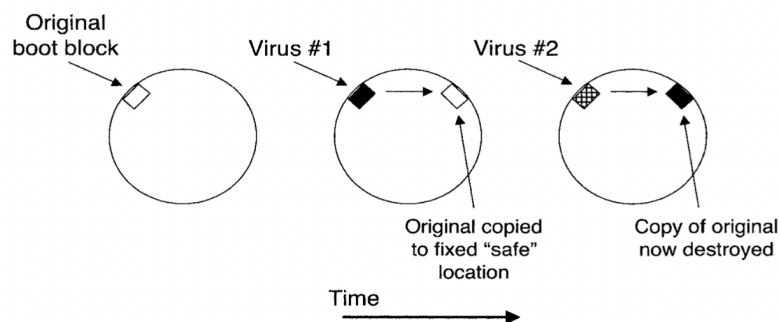 Original
boot block
Virus #1
Virus #2
Original copied
to fixed "safe"
location
Copy of original
now destroyed
Time